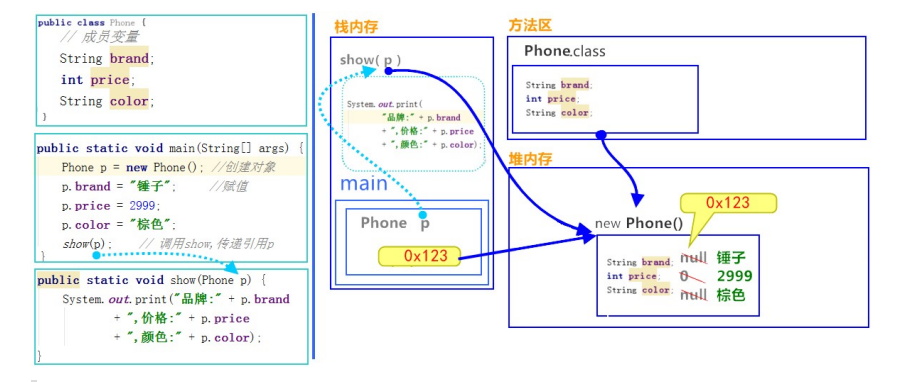 public class Phone {
// 成员变量
String brand;
int price;
String color;
}
public static void main(String[] args) {
Phone p = new Phone(); //创建对象
p.brand = "锤子"; //赋值
p.price = 2999;
p.color = "棕色";
show(p); // 调用show,传递引用p
}
public static void show(Phone p) {
System.out.print("品牌:" + p.brand
+ ",价格:" + p.price
+ ",颜色:" + p.color);
}
栈内存
show( p )
System.out.print(
"品牌:" + p.brand
+ ",价格:" + p.price
+ ",颜色:" + p.color);
main
Phone p
0x123
方法区
Phone.class
String brand;
int price;
String color;
堆内存
0x123
new Phone()
String brand; null 锤子
int price; 0 2999
String color; null 棕色